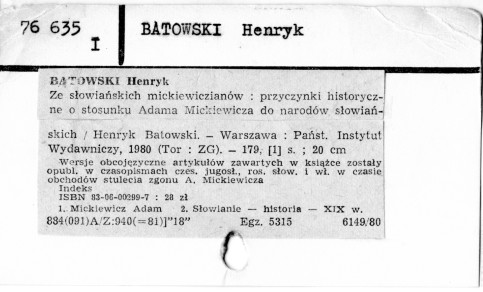 76 635
I
BATOWSKI Henryk
BATOWSKI Henryk
Ze słowiańskich mickiewiczianów : przyczynki historycz-
ne o stosunku Adama Mickiewicza do narodów słowiań-
skich / Henryk Batowski. — Warszawa : Państ. Instytut
Wydawniczy, 1980 (Tor : ZG). — 179, [1] s. ; 20 cm
Wersje obcojęzyczne artykułów zawartych w książce zostały
opubl. w czasopismach czes. jugosł., ros. słow. i wł. w czasie
obchodów stulecia zgonu A. Mickiewicza
Indeks
ISBN 83-06-00299-7 : 28 zł
1. Mickiewicz Adam 2. Słowianie — historia — XIX w.
884(091)A/Z:940(=81)]"18" Egz. 5315 6149/80